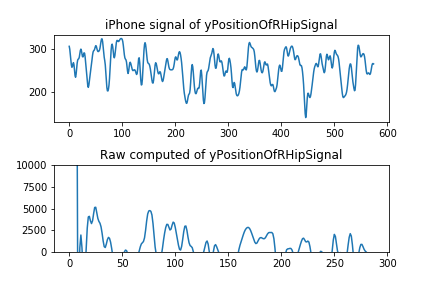 iPhone signal of yPositionOfRHipSignal
300
200
0 100 200 300 400 500 600
Raw computed of yPositionOfRHipSignal
10000
7500
5000
2500
0
0 50 100 150 200 250 300